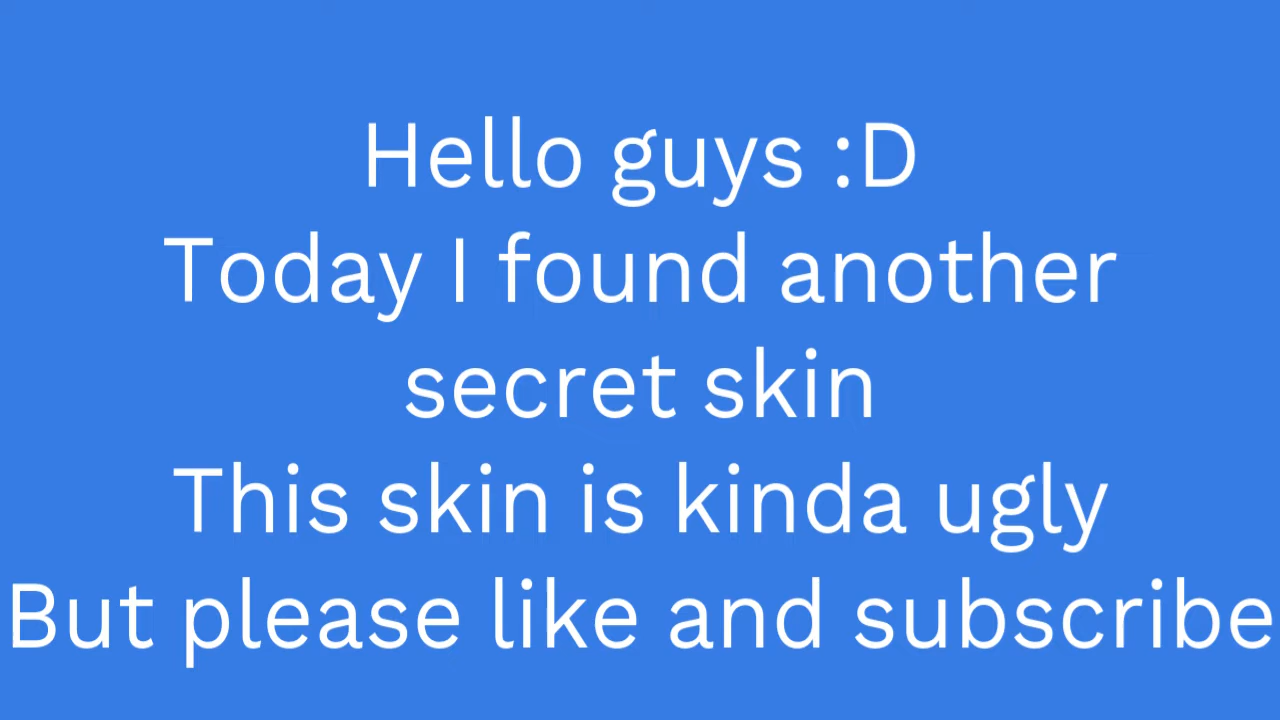 Hello guys :D
Today I found another
secret skin
This skin is kinda ugly
But please like and subscribe